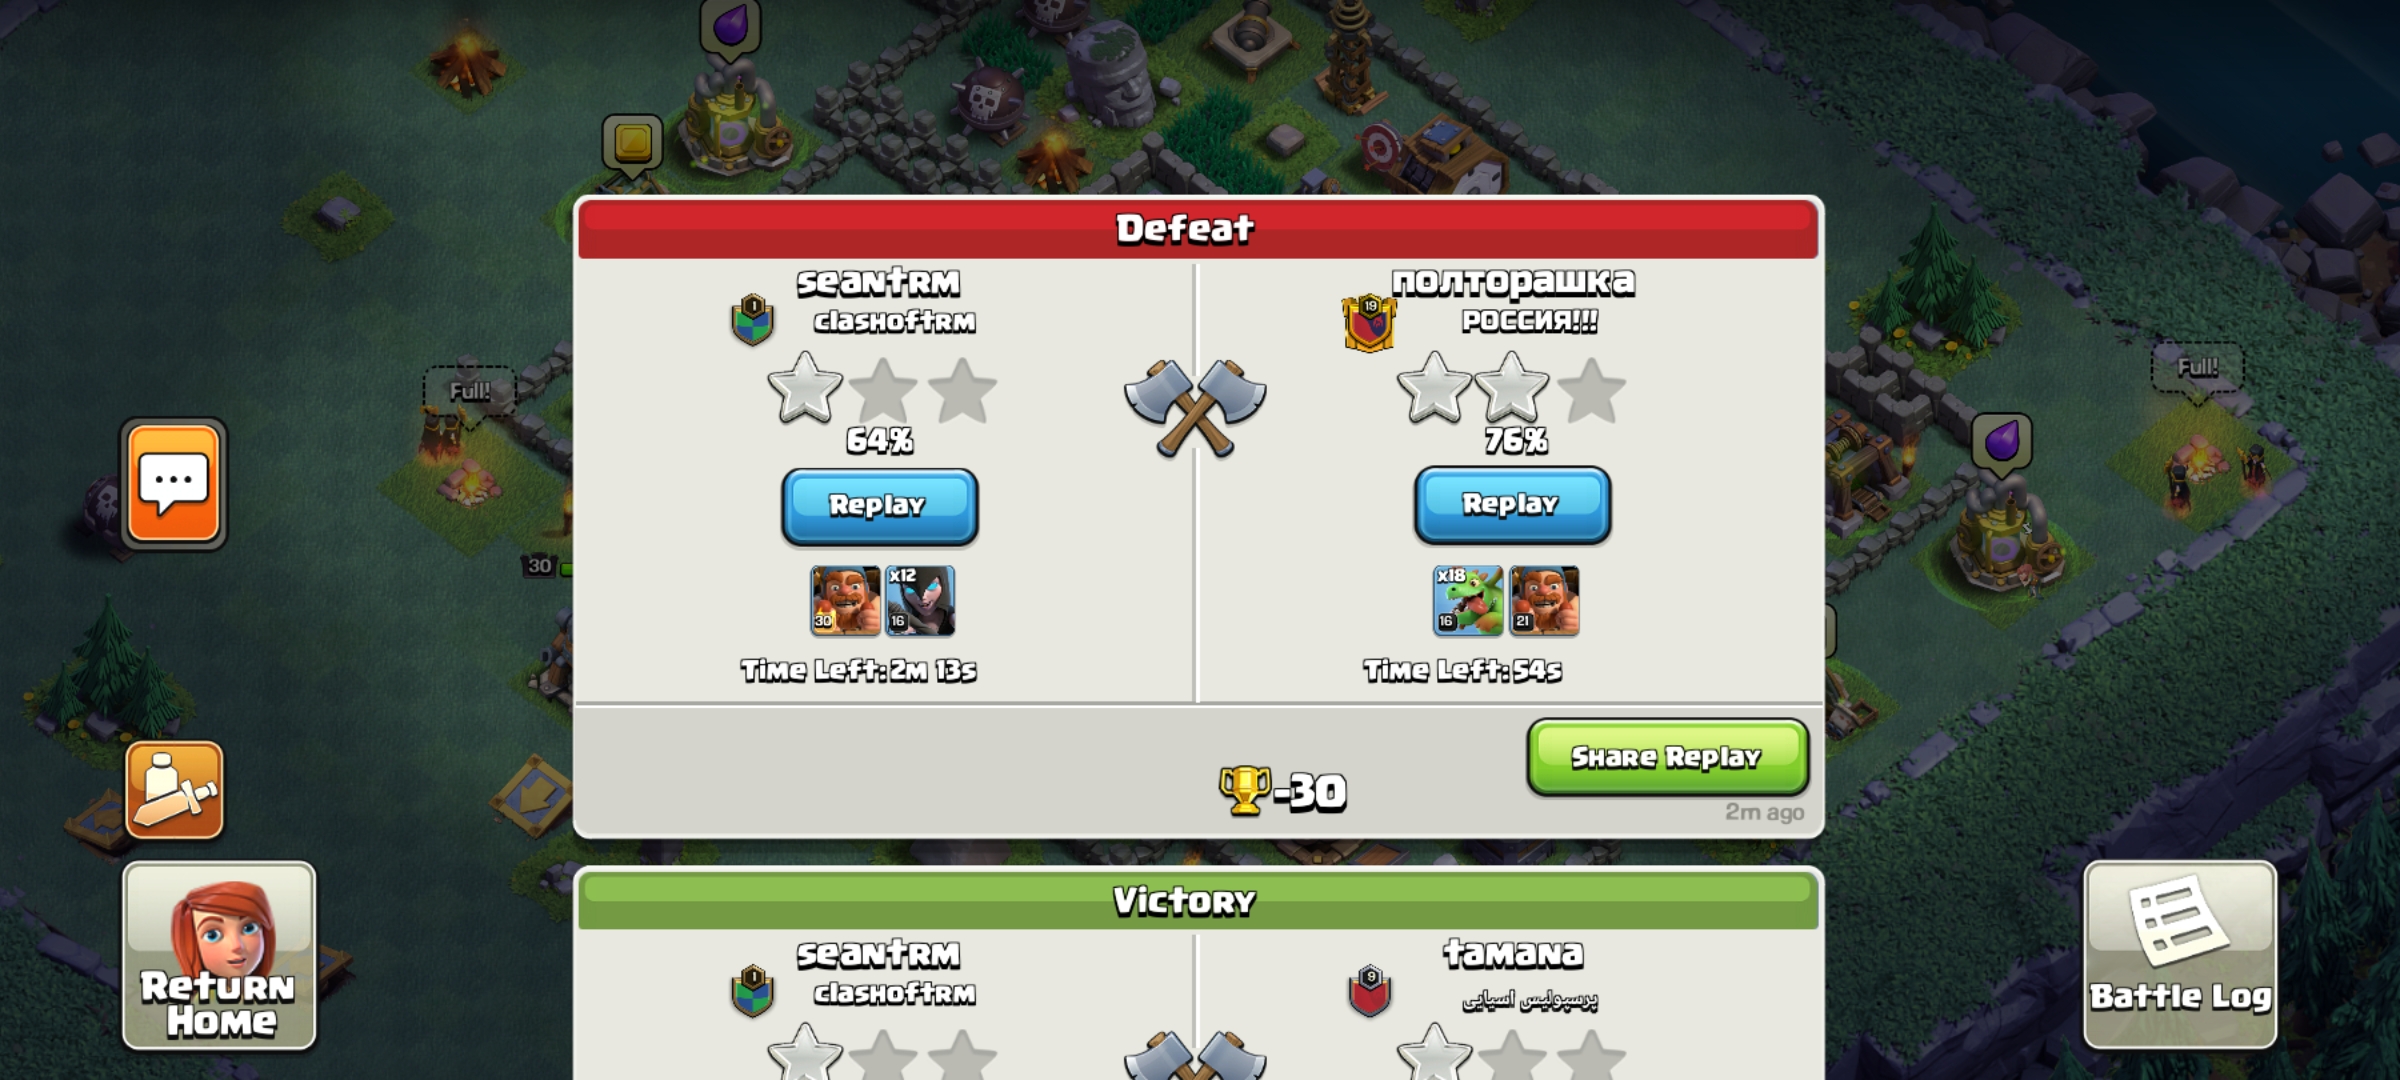 Defeat
seantrm
clashoftrm
1
64%
Replay
30
x12
16
Time Left: 2m 13s
полторашка
РОССИЯ!!!
19
76%
Replay
x18
16
21
Time Left: 54s
-30
Share Replay
2m ago
Full!
Full!
30
Victory
seantrm
clashoftrm
1
tamana
پرسپولیس اسیایی
9
Return
Home
Battle Log